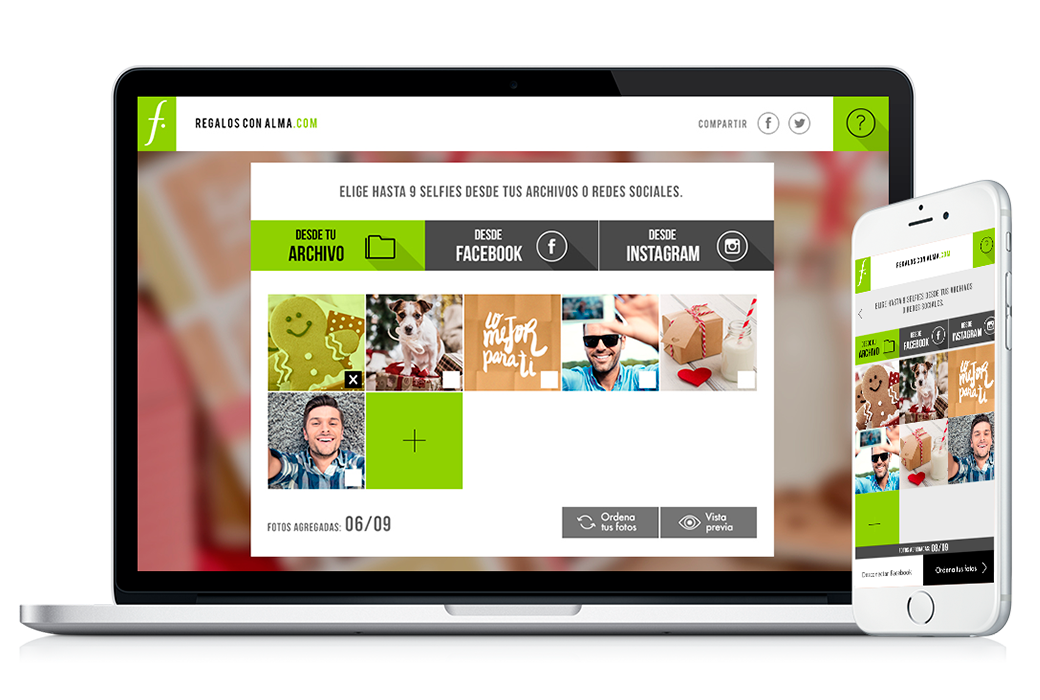 f.
REGALOS CON ALMA.COM
COMPARTIR
f
?
ELIGE HASTA 9 SELFIES DESDE TUS ARCHIVOS O REDES SOCIALES.
DESDE TU
ARCHIVO
DESDE
FACEBOOK
f
DESDE
INSTAGRAM
lo
mejor
para ti
X
+
FOTOS AGREGADAS: 06/09
Ordena
tus fotos
Vista
previa
f.
REGALOS CON ALMA.COM
?
ELIGE HASTA 9 SELFIES DESDE TUS ARCHIVOS
O REDES SOCIALES.
DESDE TU
ARCHIVO
DESDE
FACEBOOK
f
DESDE
INSTAGRAM
lo
mejor
para ti
FOTOS AGREGADAS: 06/09
Desconectar Facebook
Ordena tus fotos